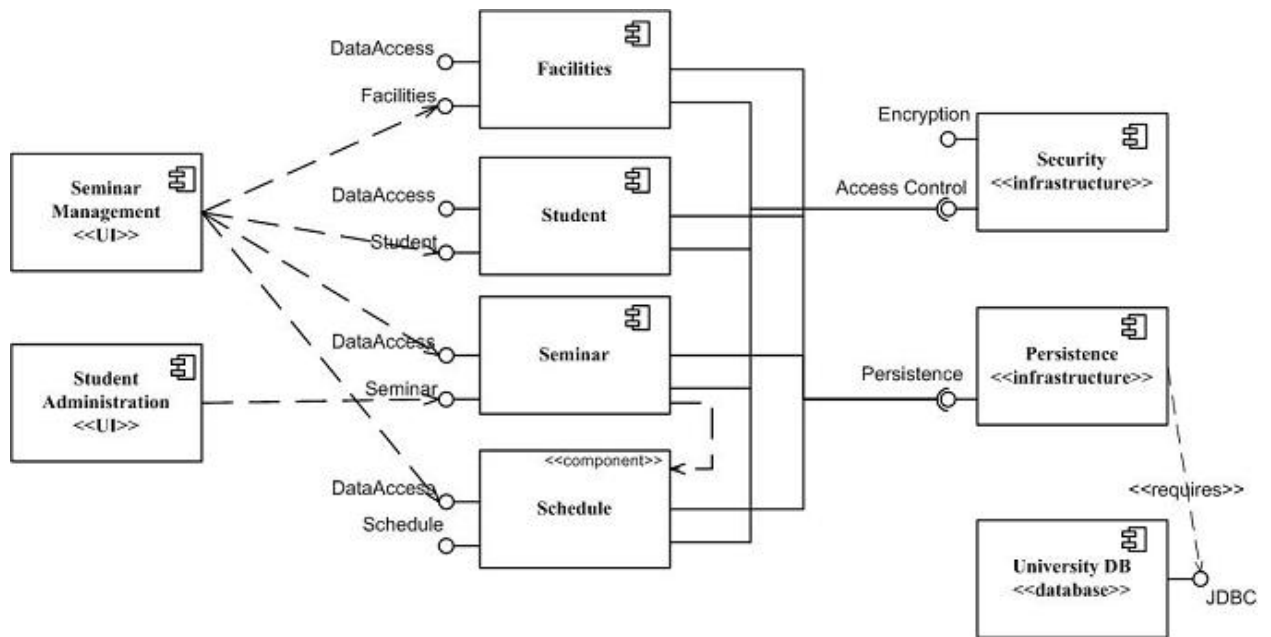 DataAccess
Facilities
Facilities
Encryption
Security
<<infrastructure>>
Access Control
Seminar
Management
<<UI>>
DataAccess
Student
Student
DataAccess
Seminar
Seminar
Persistence
<<infrastructure>>
Persistence
Student
Administration
<<UI>>
<<component>>
DataAccess
Schedule
Schedule
<<requires>>
University DB
<<database>>
JDBC